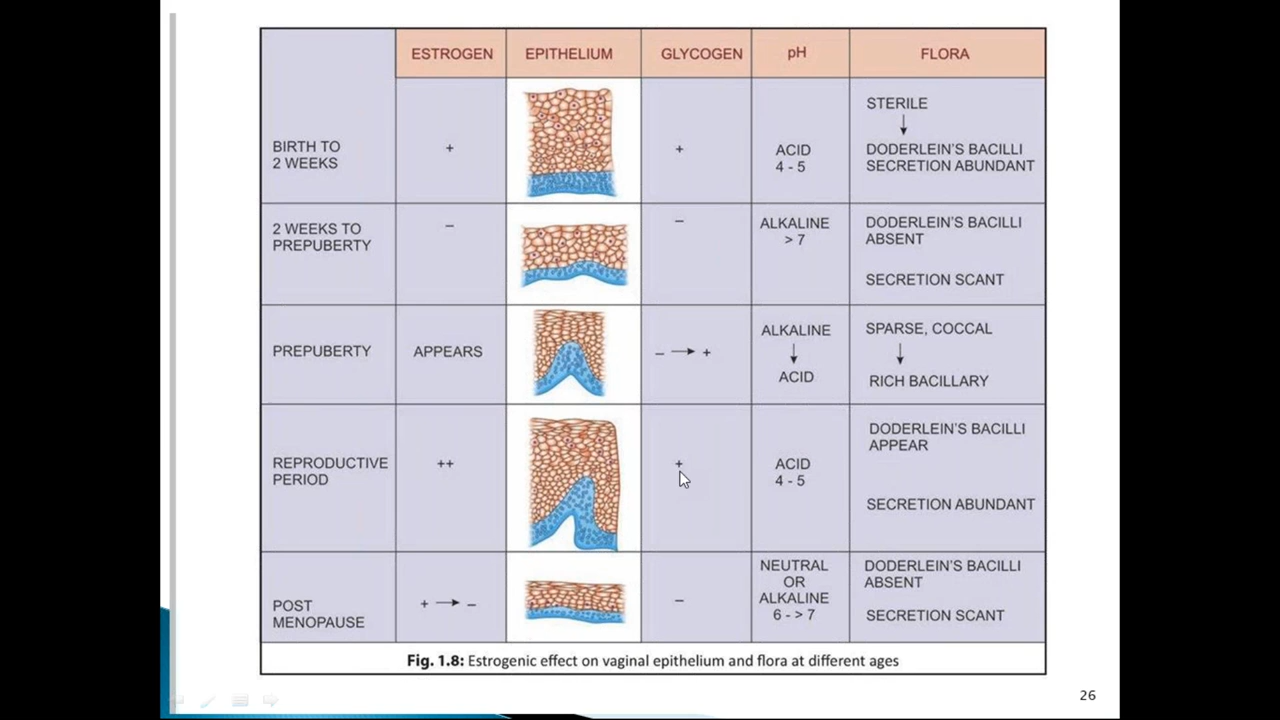 ESTROGEN EPITHELIUM GLYCOGEN pH FLORA
BIRTH TO
2 WEEKS
+
+
ACID
4 - 5
STERILE
↓
DODERLEIN'S BACILLI
SECRETION ABUNDANT
2 WEEKS TO
PREPUBERTY
–
–
ALKALINE
> 7
DODERLEIN'S BACILLI
ABSENT
SECRETION SCANT
PREPUBERTY
APPEARS
– → +
ALKALINE
↓
ACID
SPARSE, COCCAL
↓
RICH BACILLARY
REPRODUCTIVE
PERIOD
++
+
ACID
4 - 5
DODERLEIN'S BACILLI
APPEAR
SECRETION ABUNDANT
POST
MENOPAUSE
+ → –
–
NEUTRAL
OR
ALKALINE
6 - > 7
DODERLEIN'S BACILLI
ABSENT
SECRETION SCANT
Fig. 1.8: Estrogenic effect on vaginal epithelium and flora at different ages
26